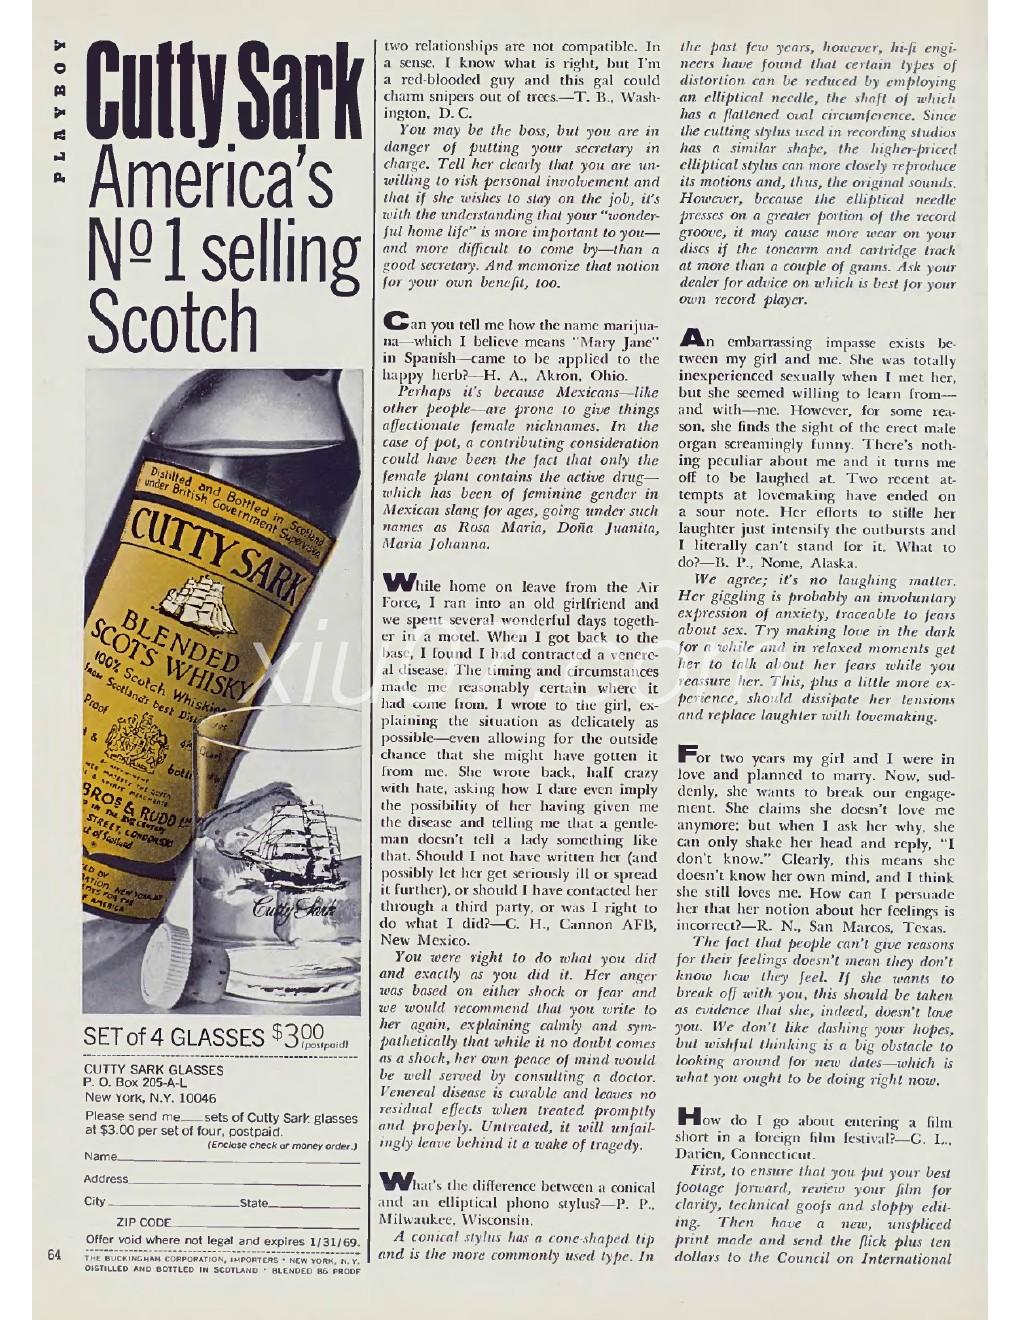 PLAYBOY
Cutty Sark
America's
Nº1 selling
Scotch
Distilled and Bottled in Scotland
under British Government Supervision
CUTTY SARK
BLENDED
SCOTS WHISKY
100% Scotch Whiskies
from Scotland's best Dis
Proof
BROS & RUDD LTD
STREET, LONDON
of Scotland
Cutty Sark
SET of 4 GLASSES $3.00
(postpaid)
CUTTY SARK GLASSES
P. O. Box 205-A-L
New York, N.Y. 10046
Please send me___sets of Cutty Sark glasses
at $3.00 per set of four, postpaid.
(Enclose check or money order.)
Name
Address
City State
ZIP CODE
Offer void where not legal and expires 1/31/69.
THE BUCKINGHAM CORPORATION, IMPORTERS • NEW YORK, N.Y.
DISTILLED AND BOTTLED IN SCOTLAND • BLENDED 86 PROOF
64
two relationships are not compatible. In
a sense, I know what is right, but I'm
a red-blooded guy and this gal could
charm snipers out of trees.—T. B., Wash-
ington, D. C.
You may be the boss, but you are in
danger of putting your secretary in
charge. Tell her clearly that you are un-
willing to risk personal involvement and
that if she wishes to stay on the job, it's
with the understanding that your "wonder-
ful home life" is more important to you—
and more difficult to come by—than a
good secretary. And memorize that notion
for your own benefit, too.
Can you tell me how the name marijua-
na—which I believe means "Mary Jane"
in Spanish—came to be applied to the
happy herb?—H. A., Akron, Ohio.
Perhaps it's because Mexicans—like
other people—are prone to give things
affectionate female nicknames. In the
case of pot, a contributing consideration
could have been the fact that only the
female plant contains the active drug—
which has been of feminine gender in
Mexican slang for ages, going under such
names as Rosa Maria, Doña Juanita,
Maria Johanna.
While home on leave from the Air
Force, I ran into an old girlfriend and
we spent several wonderful days togeth-
er in a motel. When I got back to the
base, I found I had contracted a venere-
al disease. The timing and circumstances
made me reasonably certain where it
had come from. I wrote to the girl, ex-
plaining the situation as delicately as
possible—even allowing for the outside
chance that she might have gotten it
from me. She wrote back, half crazy
with hate, asking how I dare even imply
the possibility of her having given me
the disease and telling me that a gentle-
man doesn't tell a lady something like
that. Should I not have written her (and
possibly let her get seriously ill or spread
it further), or should I have contacted her
through a third party, or was I right to
do what I did?—C. H., Cannon AFB,
New Mexico.
You were right to do what you did
and exactly as you did it. Her anger
was based on either shock or fear and
we would recommend that you write to
her again, explaining calmly and sym-
pathetically that while it no doubt comes
as a shock, her own peace of mind would
be well served by consulting a doctor.
Venereal disease is curable and leaves no
residual effects when treated promptly
and properly. Untreated, it will unfail-
ingly leave behind it a wake of tragedy.
What's the difference between a conical
and an elliptical phono stylus?—P. P.,
Milwaukee, Wisconsin.
A conical stylus has a cone-shaped tip
and is the more commonly used type. In
the past few years, however, hi-fi engi-
neers have found that certain types of
distortion can be reduced by employing
an elliptical needle, the shaft of which
has a flattened oval circumference. Since
the cutting stylus used in recording studios
has a similar shape, the higher-priced
elliptical stylus can more closely reproduce
its motions and, thus, the original sounds.
However, because the elliptical needle
presses on a greater portion of the record
groove, it may cause more wear on your
discs if the tonearm and cartridge track
at more than a couple of grams. Ask your
dealer for advice on which is best for your
own record player.
An embarrassing impasse exists be-
tween my girl and me. She was totally
inexperienced sexually when I met her,
but she seemed willing to learn from—
and with—me. However, for some rea-
son, she finds the sight of the erect male
organ screamingly funny. There's noth-
ing peculiar about me and it turns me
off to be laughed at. Two recent at-
tempts at lovemaking have ended on
a sour note. Her efforts to stifle her
laughter just intensify the outbursts and
I literally can't stand for it. What to
do?—B. P., Nome, Alaska.
We agree; it's no laughing matter.
Her giggling is probably an involuntary
expression of anxiety, traceable to fears
about sex. Try making love in the dark
for a while and in relaxed moments get
her to talk about her fears while you
reassure her. This, plus a little more ex-
perience, should dissipate her tensions
and replace laughter with lovemaking.
For two years my girl and I were in
love and planned to marry. Now, sud-
denly, she wants to break our engage-
ment. She claims she doesn't love me
anymore; but when I ask her why, she
can only shake her head and reply, "I
don't know." Clearly, this means she
doesn't know her own mind, and I think
she still loves me. How can I persuade
her that her notion about her feelings is
incorrect?—R. N., San Marcos, Texas.
The fact that people can't give reasons
for their feelings doesn't mean they don't
know how they feel. If she wants to
break off with you, this should be taken
as evidence that she, indeed, doesn't love
you. We don't like dashing your hopes,
but wishful thinking is a big obstacle to
looking around for new dates—which is
what you ought to be doing right now.
How do I go about entering a film
short in a foreign film festival?—G. L.,
Darien, Connecticut.
First, to ensure that you put your best
footage forward, review your film for
clarity, technical goofs and sloppy edit-
ing. Then have a new, unspliced
print made and send the flick plus ten
dollars to the Council on International